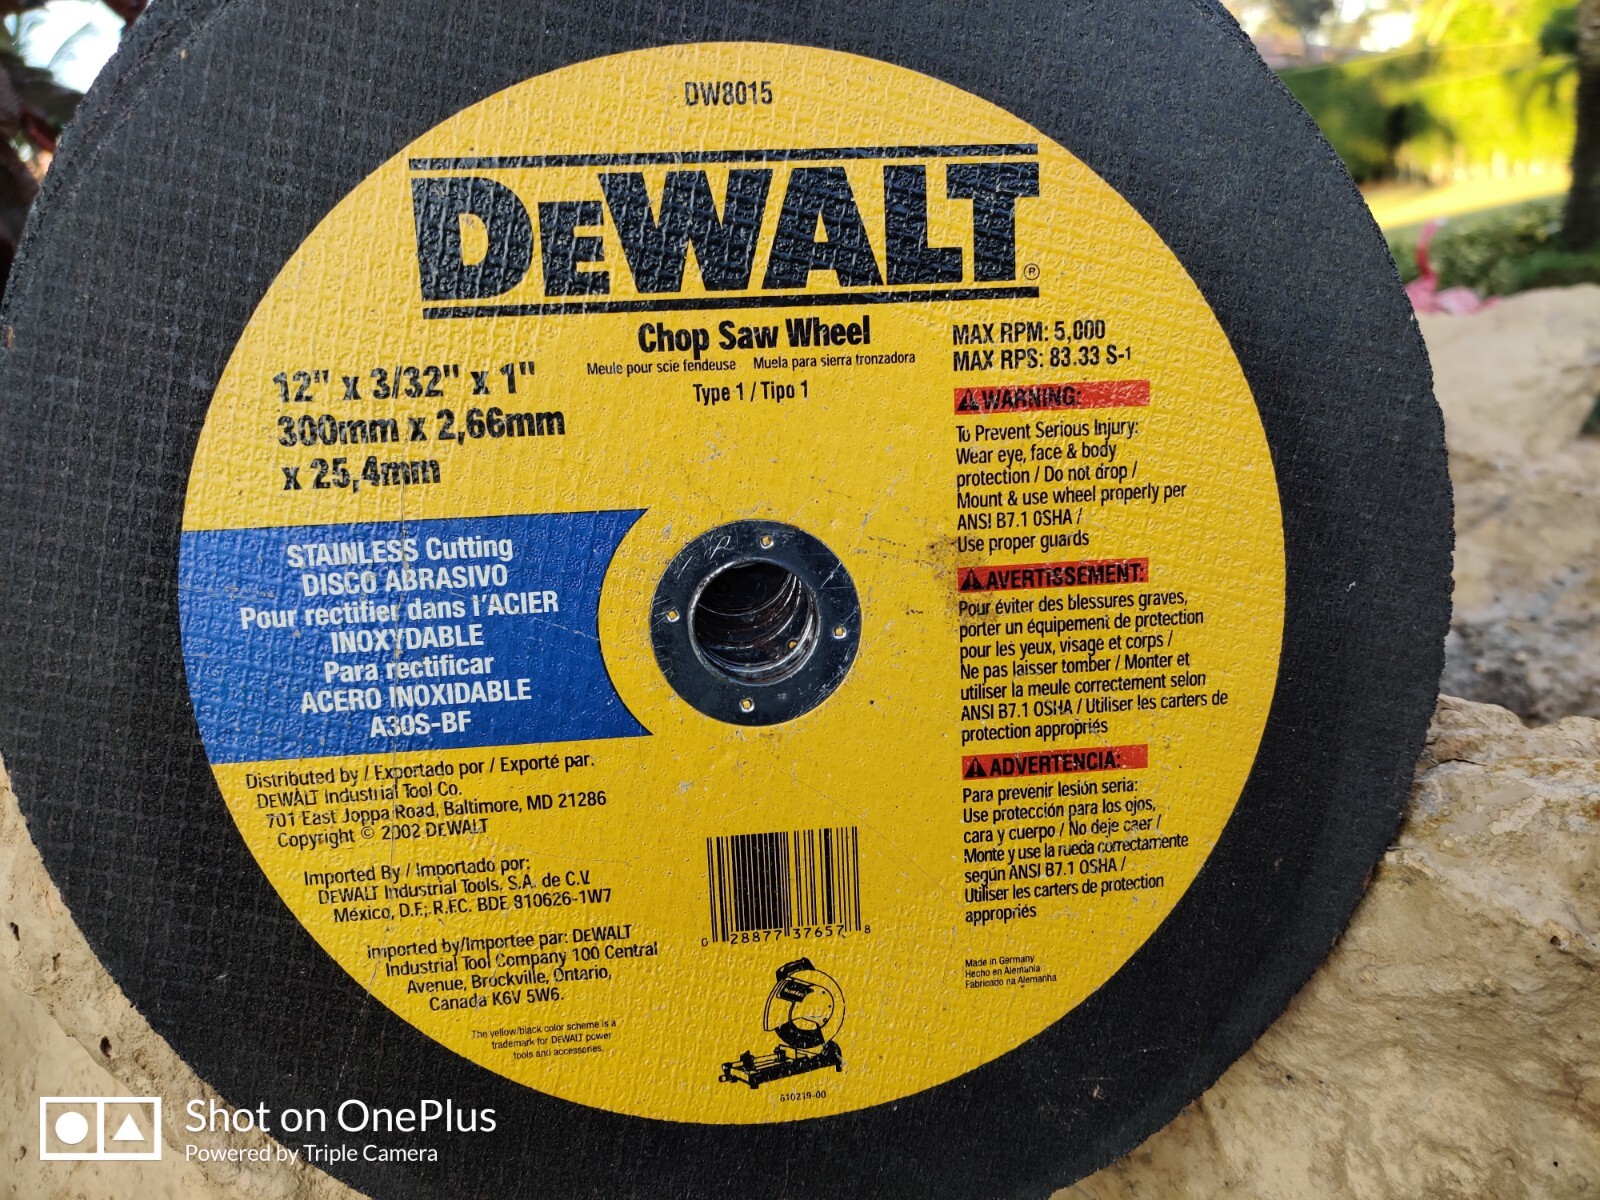 DW8015
DEWALT®
Chop Saw Wheel
Meule pour scie fendeuse Muela para sierra tronzadora
Type 1 / Tipo 1
12" x 3/32" x 1"
300mm x 2,66mm
x 25,4mm
STAINLESS Cutting
DISCO ABRASIVO
Pour rectifier dans l'ACIER
INOXYDABLE
Para rectificar
ACERO INOXIDABLE
A30S-BF
Distributed by / Exportado por / Exporté par:
DEWALT Industrial Tool Co.
701 East Joppa Road, Baltimore, MD 21286
Copyright © 2002 DEWALT
Imported By / Importado por:
DEWALT Industrial Tools, S.A. de C.V.
México, D.F.; R.F.C. BDE 810626-1W7
imported by/Importee par: DEWALT
Industrial Tool Company 100 Central
Avenue, Brockville, Ontario,
Canada K6V 5W6.
The yellow/black color scheme is a
trademark for DEWALT power
tools and accessories.
MAX RPM: 5,000
MAX RPS: 83.33 S-1
WARNING:
To Prevent Serious Injury:
Wear eye, face & body
protection / Do not drop /
Mount & use wheel properly per
ANSI B7.1 OSHA /
Use proper guards
AVERTISSEMENT:
Pour éviter des blessures graves,
porter un équipement de protection
pour les yeux, visage et corps /
Ne pas laisser tomber / Monter et
utiliser la meule correctement selon
ANSI B7.1 OSHA / Utiliser les carters de
protection appropriés
ADVERTENCIA:
Para prevenir lesión seria:
Use protección para los ojos,
cara y cuerpo / No deje caer /
Monte y use la rueda correctamente
según ANSI B7.1 OSHA /
Utiliser les carters de protection
appropriés
Made in Germany
Hecho en Alemania
Fabricado na Alemanha
0 28877 37657 8
610219-00
Shot on OnePlus
Powered by Triple Camera